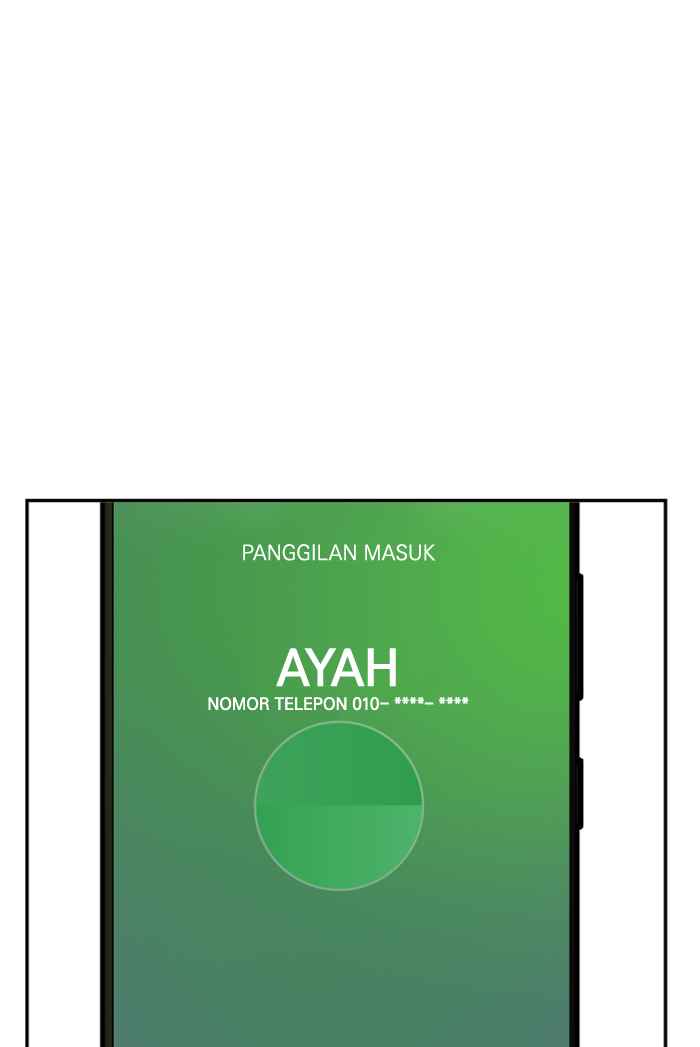 PANGGILAN MASUK
AYAH
NOMOR TELEPON 010- ****- ****